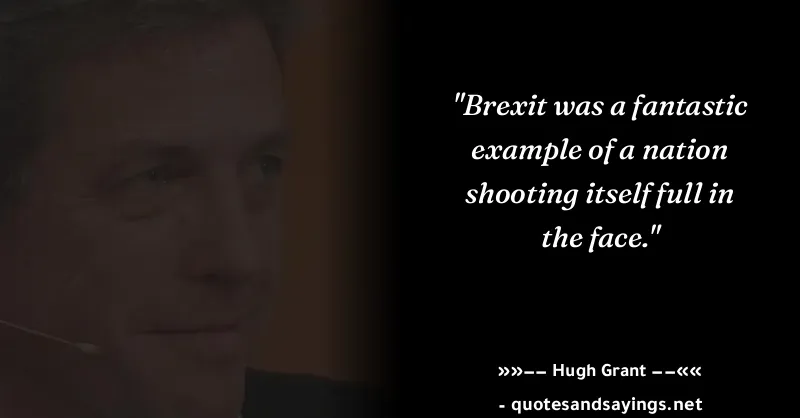 "Brexit was a fantastic
example of a nation
shooting itself full in
the face."
»»−− Hugh Grant −−««
- quotesandsayings.net